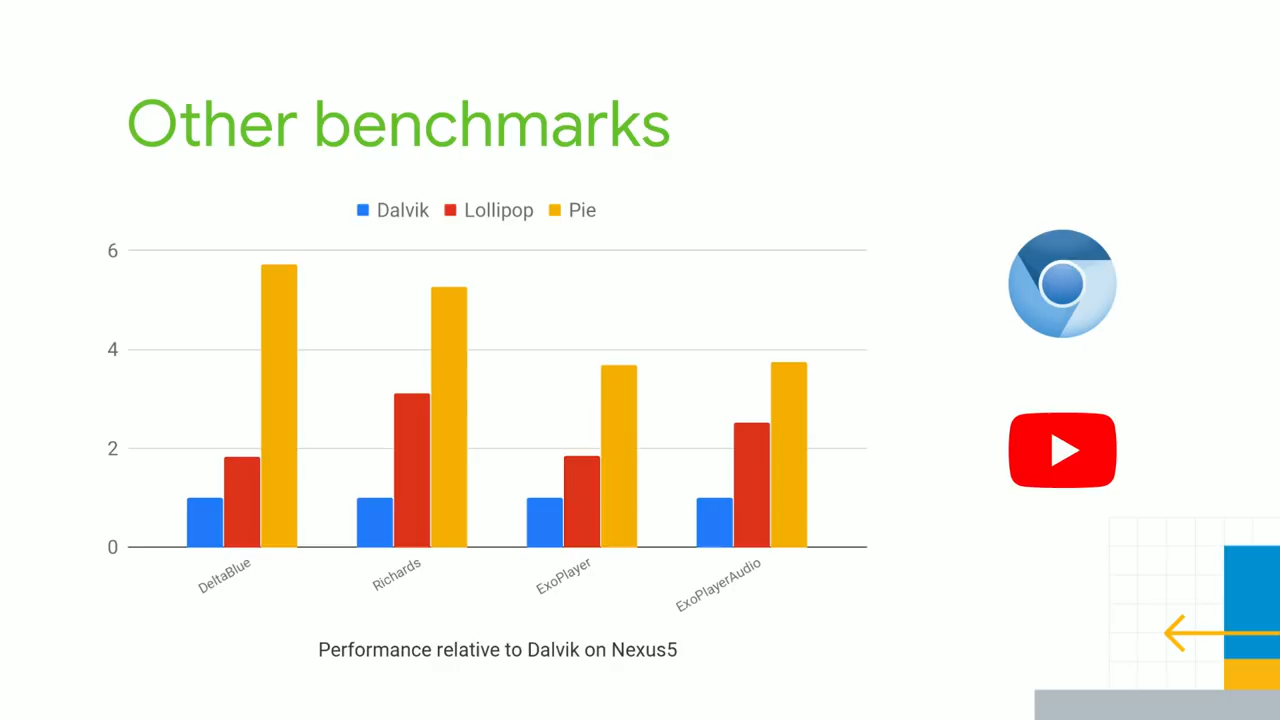 Other benchmarks
Dalvik Lollipop Pie
6
4
2
0
DeltaBlue Richards ExoPlayer ExoPlayerAudio
Performance relative to Dalvik on Nexus5